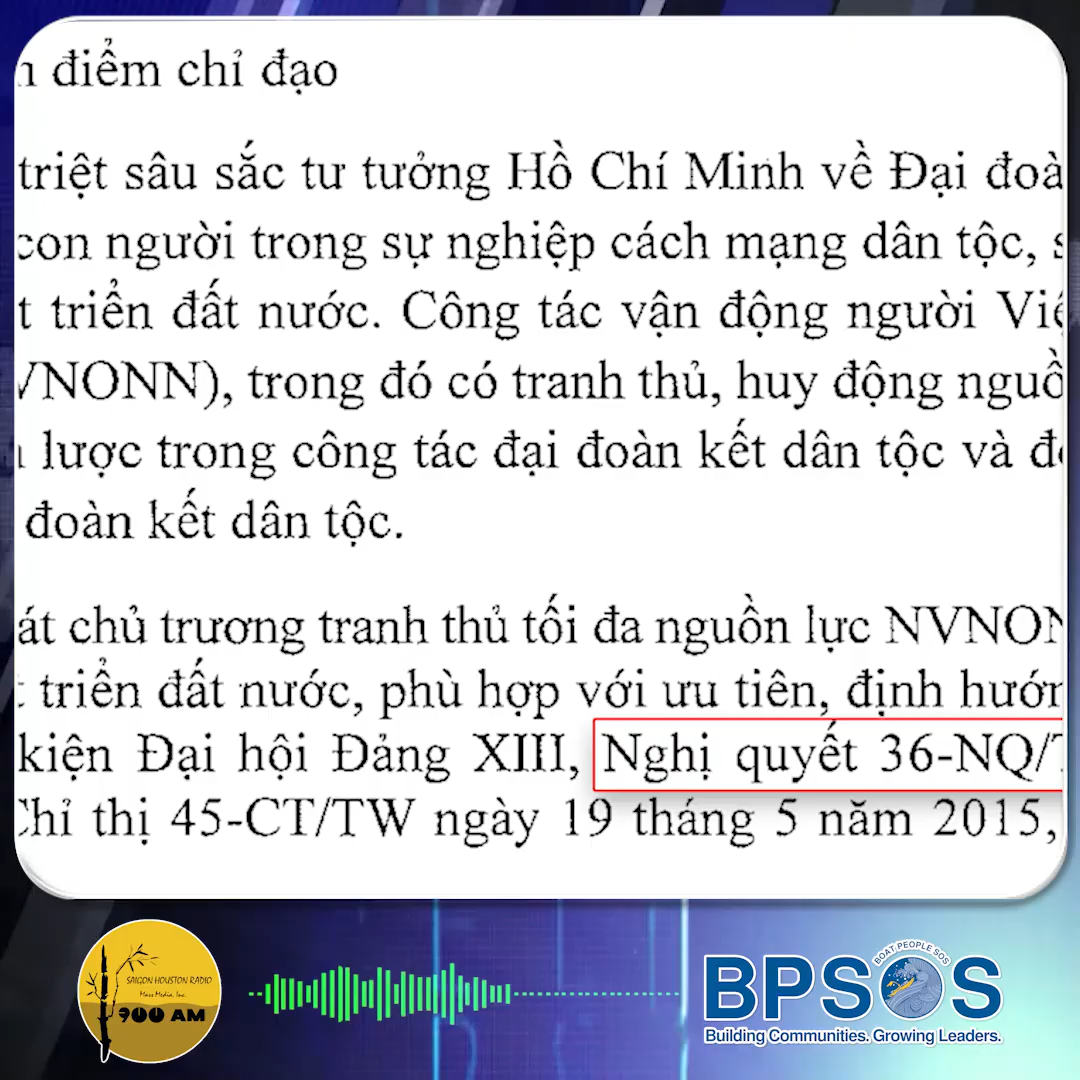 điểm chỉ đạo
triệt sâu sắc tư tưởng Hồ Chí Minh về Đại
con người trong sự nghiệp cách mạng dân tộc,
triển đất nước. Công tác vận động người
VNONN), trong đó có tranh thủ, huy động
lược trong công tác đại đoàn kết dân tộc và
đoàn kết dân tộc.
át chủ trương tranh thủ tối đa nguồn lực NVNON
triển đất nước, phù hợp với ưu tiên, định
kiện Đại hội Đảng XIII, Nghị quyết 36-NQ/
Chỉ thị 45-CT/TW ngày 19 tháng 5 năm 2015,
SAIGON HOUSTON RADIO
Mass Media, Inc.
900 AM
BOAT PEOPLE SOS
BPSOS
Building Communities. Growing Leaders.